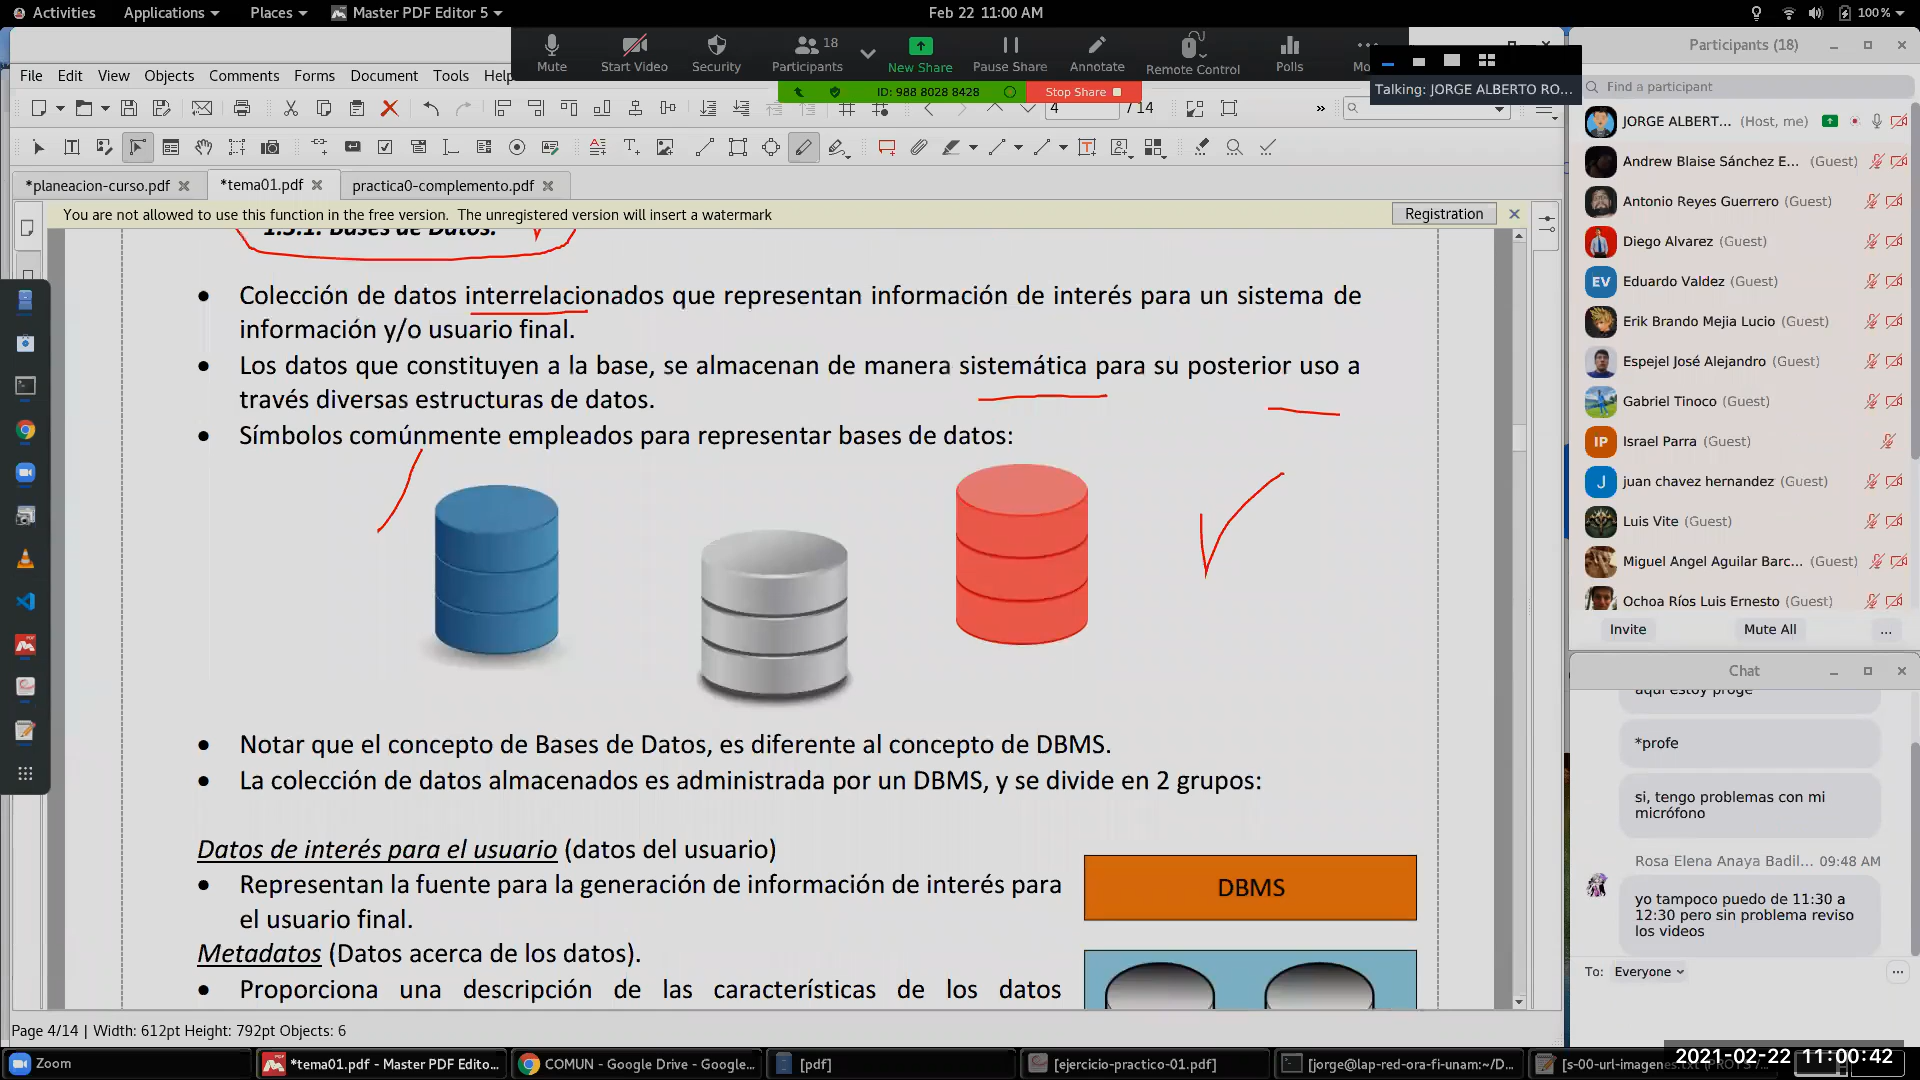 Activities
Applications
Places
Master PDF Editor 5
Feb 22 11:00 AM
100%
Mute
Start Video
Security
Participants
18
New Share
Pause Share
Annotate
Remote Control
Polls
ID: 988 8028 8428
Stop Share
Talking: JORGE ALBERTO RO...
File
Edit
View
Objects
Comments
Forms
Document
Tools
4
/ 14
*planeacion-curso.pdf
*tema01.pdf
practica0-complemento.pdf
You are not allowed to use this function in the free version. The unregistered version will insert a watermark
Registration
1.3.1. Bases de Datos.
• Colección de datos interrelacionados que representan información de interés para un sistema de
información y/o usuario final.
• Los datos que constituyen a la base, se almacenan de manera sistemática para su posterior uso a
través diversas estructuras de datos.
• Símbolos comúnmente empleados para representar bases de datos:
• Notar que el concepto de Bases de Datos, es diferente al concepto de DBMS.
• La colección de datos almacenados es administrada por un DBMS, y se divide en 2 grupos:
Datos de interés para el usuario (datos del usuario)
• Representan la fuente para la generación de información de interés para
el usuario final.
Metadatos (Datos acerca de los datos).
• Proporciona una descripción de las características de los datos
DBMS
Page 4/14 | Width: 612pt Height: 792pt Objects: 6
Participants (18)
Find a participant
JORGE ALBERT... (Host, me)
Andrew Blaise Sánchez E... (Guest)
Antonio Reyes Guerrero (Guest)
Diego Alvarez (Guest)
EV
Eduardo Valdez (Guest)
Erik Brando Mejia Lucio (Guest)
Espejel José Alejandro (Guest)
Gabriel Tinoco (Guest)
IP
Israel Parra (Guest)
J
juan chavez hernandez (Guest)
Luis Vite (Guest)
Miguel Angel Aguilar Barc... (Guest)
Ochoa Ríos Luis Ernesto (Guest)
Invite
Mute All
...
Chat
aqui estoy proge
*profe
si, tengo problemas con mi
micrófono
Rosa Elena Anaya Badil... 09:48 AM
yo tampoco puedo de 11:30 a
12:30 pero sin problema reviso
los videos
To: Everyone
Zoom
*tema01.pdf - Master PDF Editor...
COMUN - Google Drive - Google...
[pdf]
[ejercicio-practico-01.pdf]
[jorge@lap-red-ora-fi-unam:~/D...
2021-02-22 11:00:42